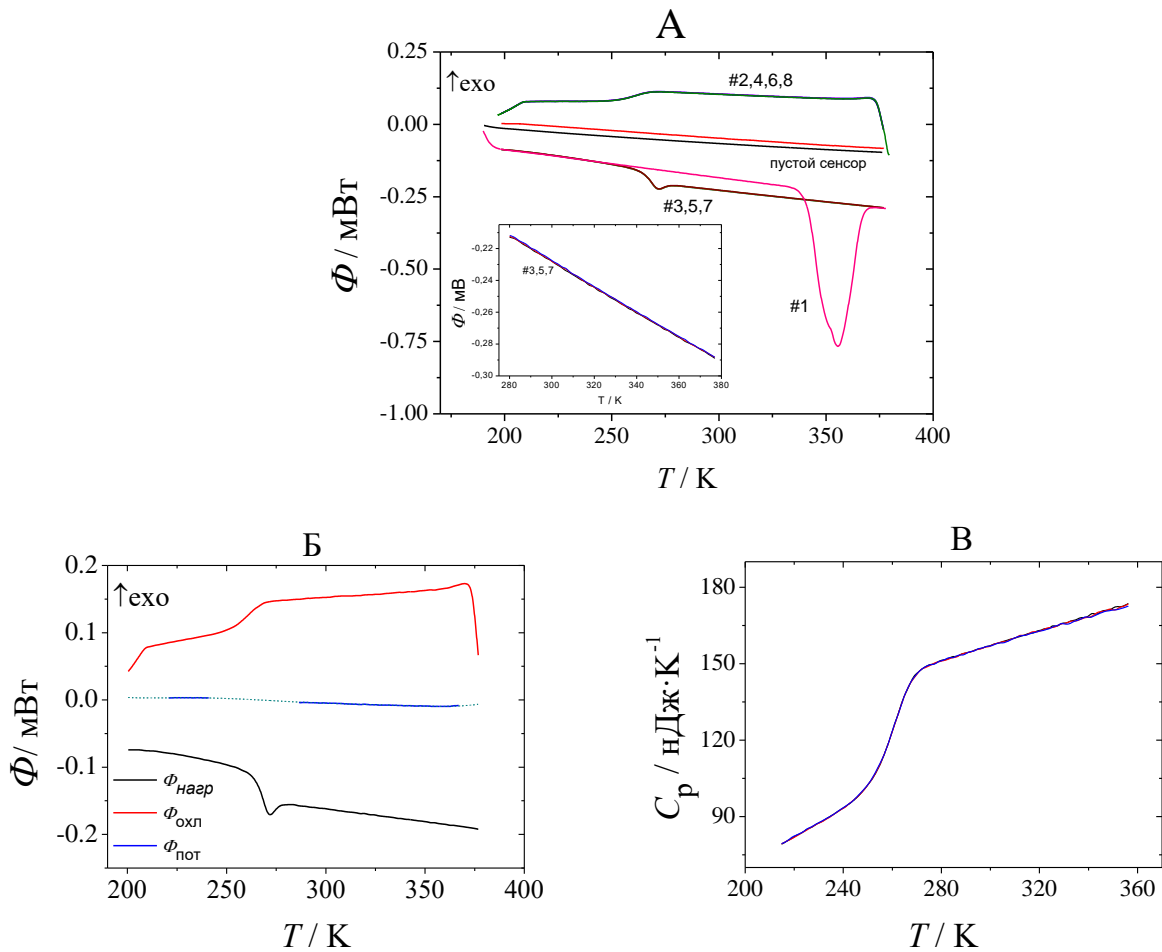 А
0.25
0.00
-0.25
-0.50
-0.75
-1.00
Φ / мВт
↑exo
#2,4,6,8
пустой сенсор
#3,5,7
#1
-0,22
-0,24
-0,26
-0,28
-0,30
Φ / мВ
#3,5,7
280 300 320 340 360 380
T / K
200 250 300 350 400
T / K
Б
0.2
0.1
0.0
-0.1
-0.2
Φ / мВт
↑exo
Φнагр
Φохл
Φпот
200 250 300 350 400
T / K
В
180
150
120
90
Cp / нДж·К-1
200 240 280 320 360
T / K